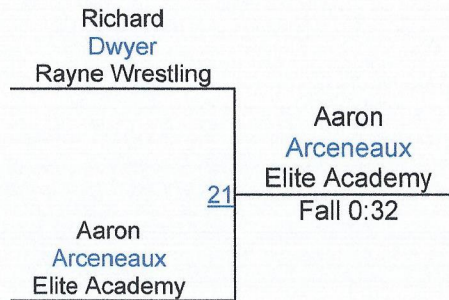 Richard
Dwyer
Rayne Wrestling
Aaron
Arceneaux
Elite Academy
Fall 0:32
21
Aaron
Arceneaux
Elite Academy